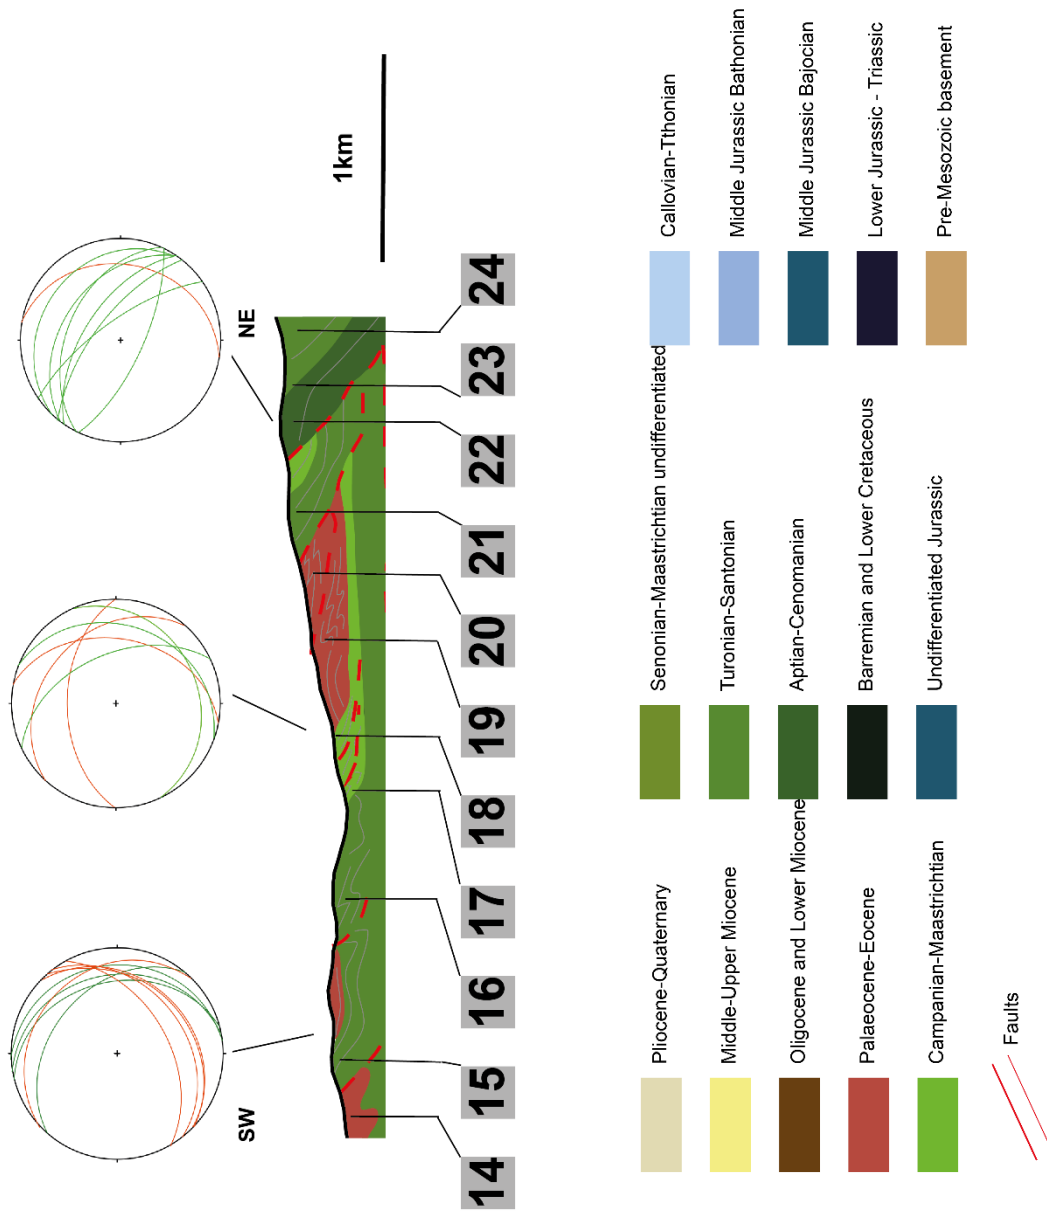 SW
NE
1km
14
15
16
17
18
19
20
21
22
23
24
Pliocene-Quaternary
Middle-Upper Miocene
Oligocene and Lower Miocene
Palaeocene-Eocene
Campanian-Maastrichtian
Faults
Senonian-Maastrichtian undifferentiated
Turonian-Santonian
Aptian-Cenomanian
Barremian and Lower Cretaceous
Undifferentiated Jurassic
Callovian-Tthonian
Middle Jurassic Bathonian
Middle Jurassic Bajocian
Lower Jurassic - Triassic
Pre-Mesozoic basement